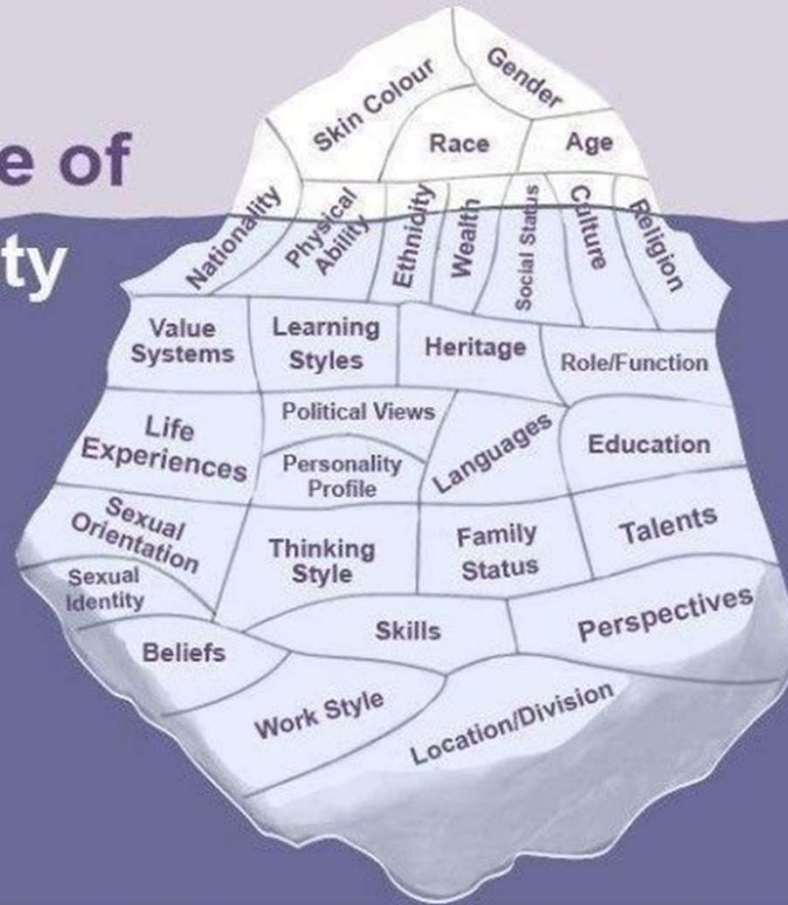 e of
ty
Skin Colour
Gender
Race
Age
Nationality
Physical
Ability
Ethnicity
Wealth
Social Status
Culture
Religion
Value
Systems
Learning
Styles
Heritage
Role/Function
Life
Experiences
Political Views
Personality
Profile
Languages
Education
Sexual
Orientation
Thinking
Style
Family
Status
Talents
Sexual
Identity
Skills
Perspectives
Beliefs
Work Style
Location/Division